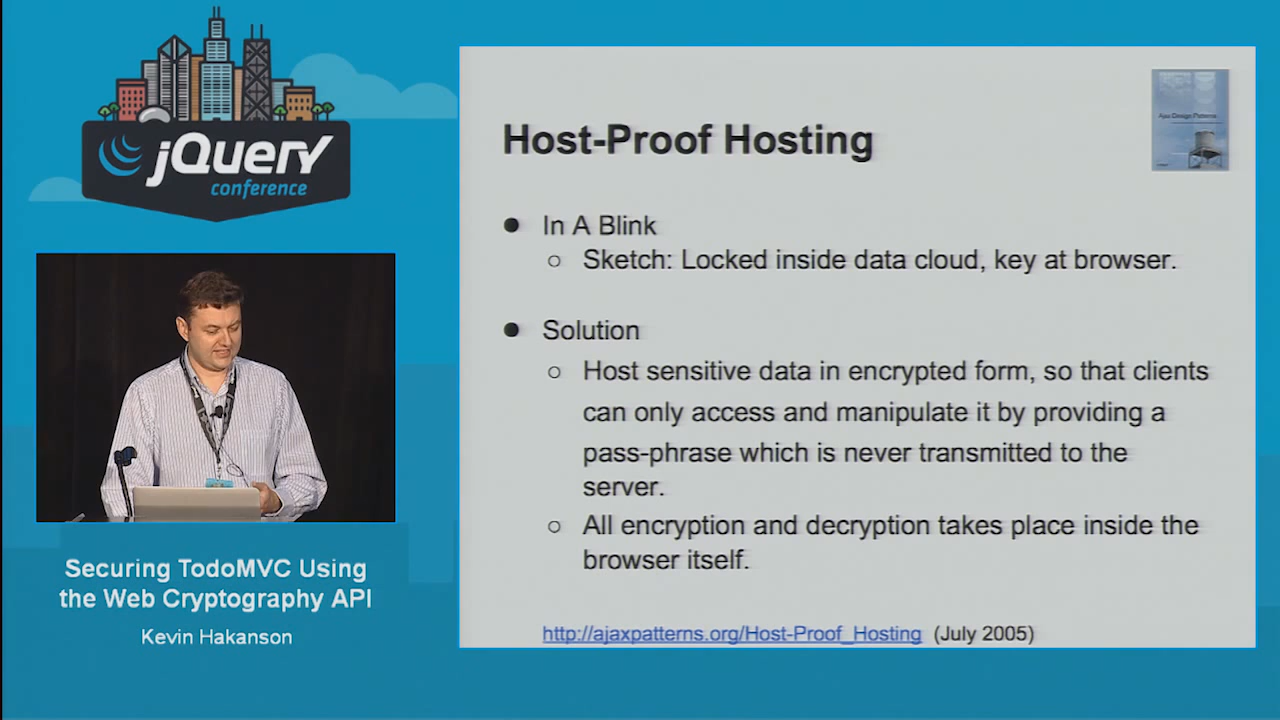 jQuery
conference
Securing TodoMVC Using
the Web Cryptography API
Kevin Hakanson
Host-Proof Hosting
Ajax Design Patterns
● In A Blink
○ Sketch: Locked inside data cloud, key at browser.
● Solution
○ Host sensitive data in encrypted form, so that clients
can only access and manipulate it by providing a
pass-phrase which is never transmitted to the
server.
○ All encryption and decryption takes place inside the
browser itself.
http://ajaxpatterns.org/Host-Proof_Hosting (July 2005)